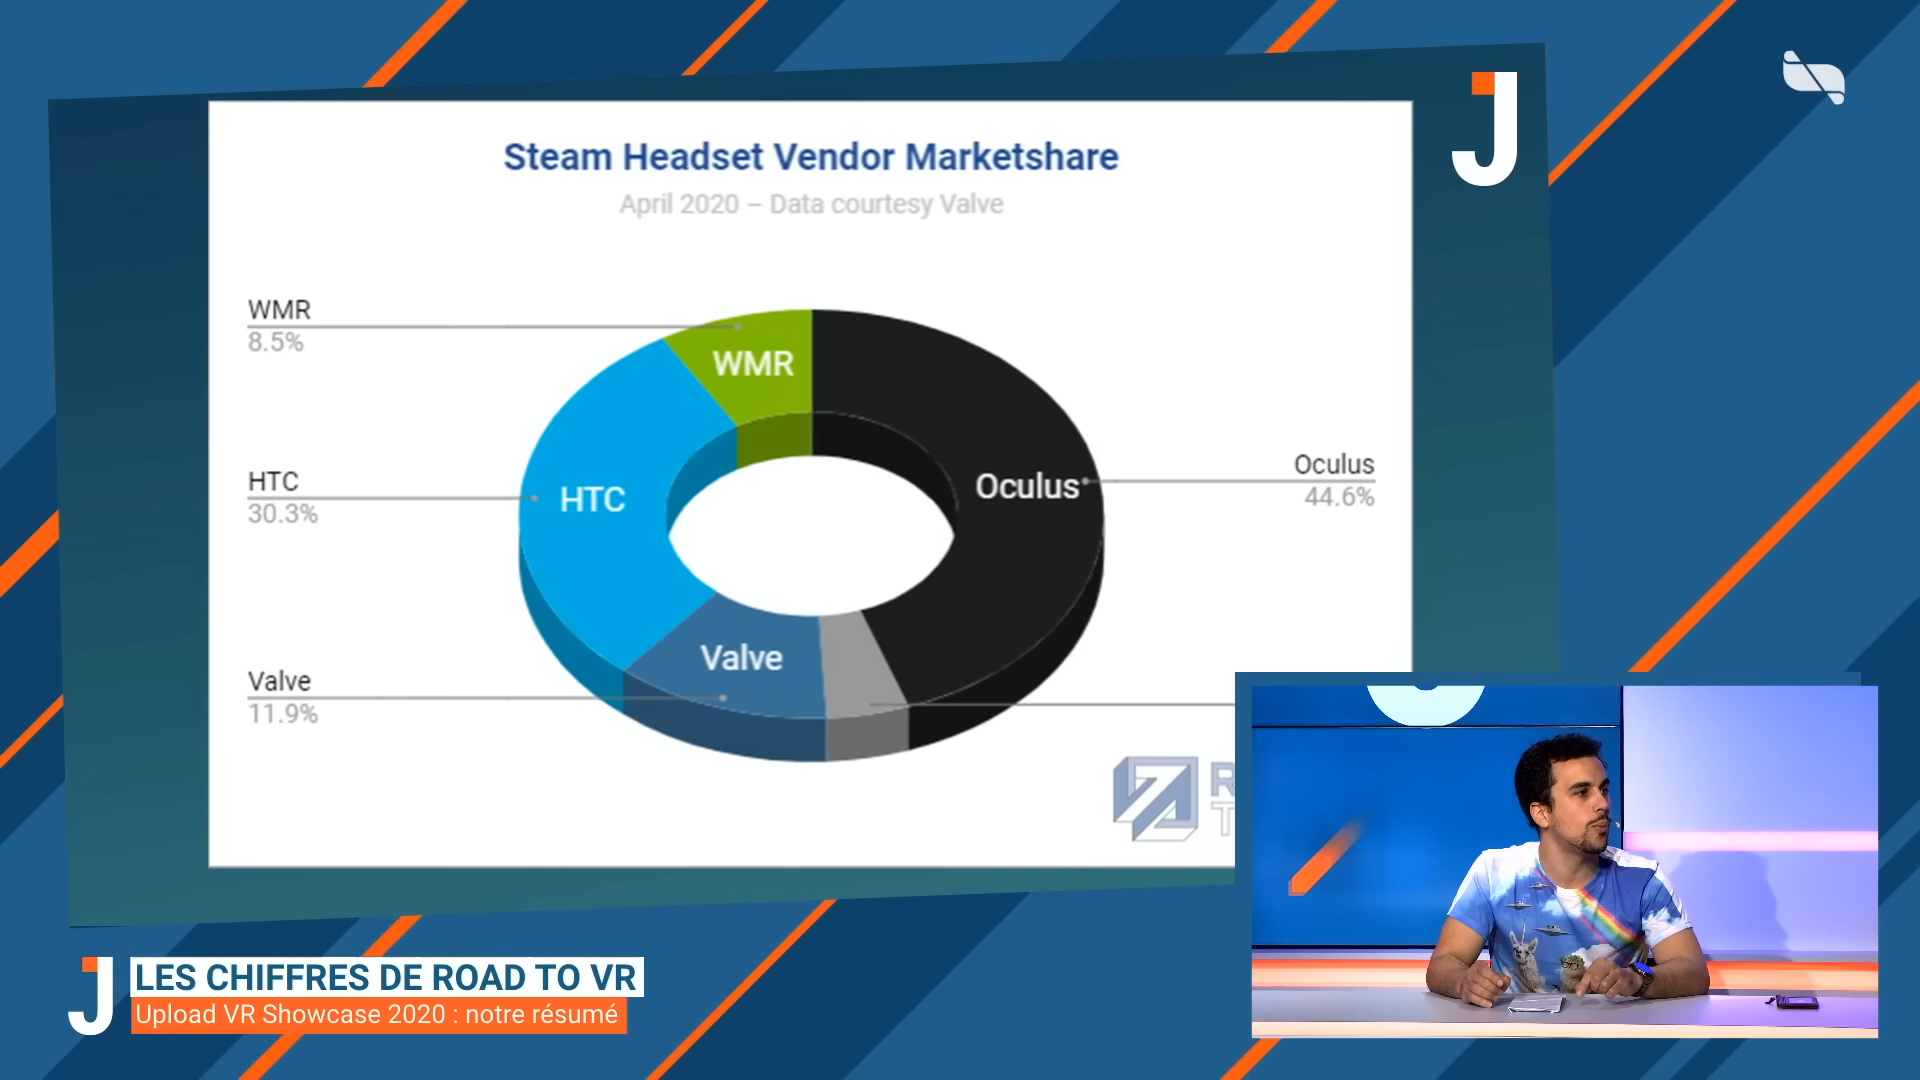 J
Steam Headset Vendor Marketshare
April 2020 – Data courtesy Valve
WMR
8.5%
WMR
HTC
30.3%
HTC
Oculus
Oculus
44.6%
Valve
Valve
11.9%
J
LES CHIFFRES DE ROAD TO VR
Upload VR Showcase 2020 : notre résumé